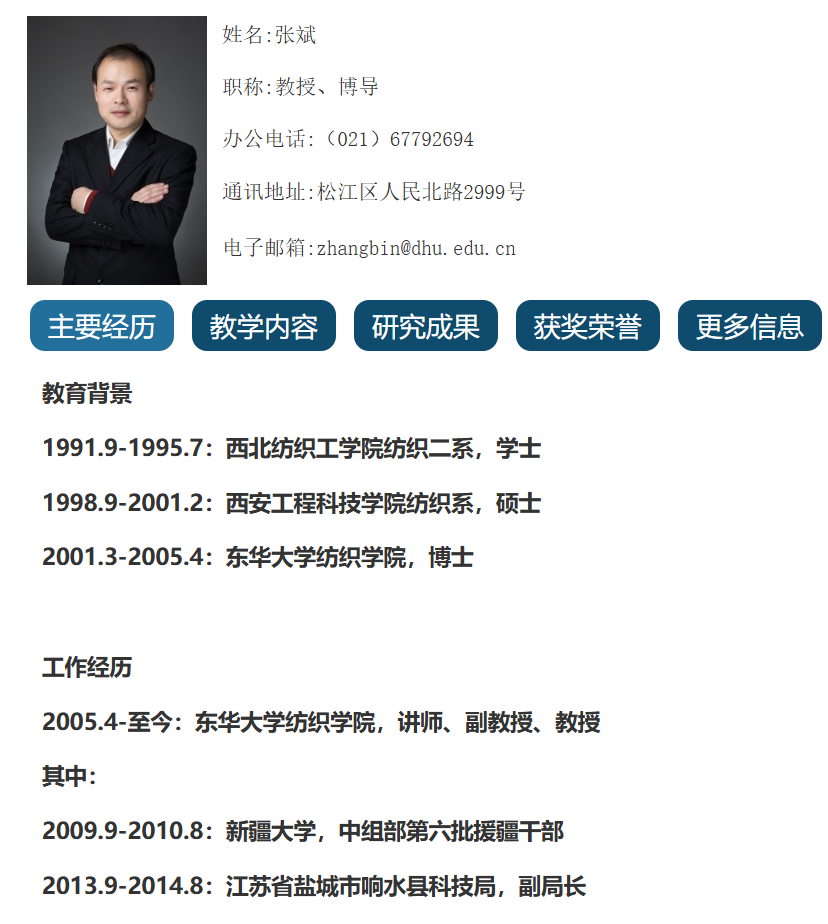 姓名:张斌
职称:教授、博导
办公电话:（021）67792694
通讯地址:松江区人民北路2999号
电子邮箱:zhangbin@dhu.edu.cn
主要经历 教学内容 研究成果 获奖荣誉 更多信息
教育背景
1991.9-1995.7：西北纺织工学院纺织二系，学士
1998.9-2001.2：西安工程科技学院纺织系，硕士
2001.3-2005.4：东华大学纺织学院，博士
工作经历
2005.4-至今：东华大学纺织学院，讲师、副教授、教授
其中：
2009.9-2010.8：新疆大学，中组部第六批援疆干部
2013.9-2014.8：江苏省盐城市响水县科技局，副局长